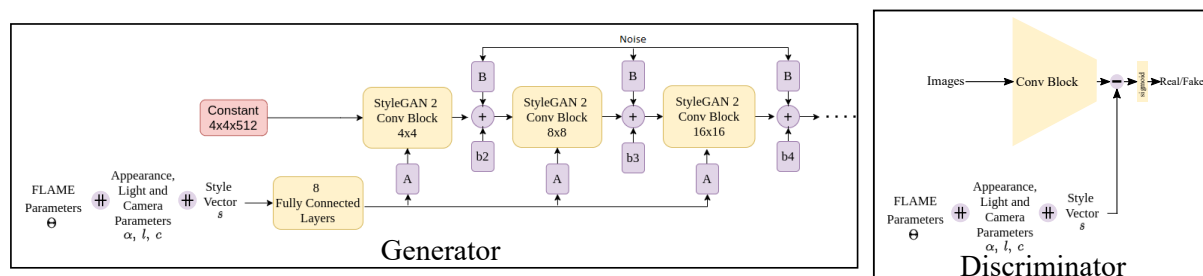 Noise
B
B
B
Constant
4x4x512
StyleGAN 2
Conv Block
4x4
+
StyleGAN 2
Conv Block
8x8
+
StyleGAN 2
Conv Block
16x16
+
b2
b3
b4
A
A
A
FLAME
Parameters
Θ
Appearance,
Light and
Camera
Parameters
α, l, c
Style
Vector
s
8
Fully Connected
Layers
Generator
Images
Conv Block
sigmoid
Real/Fake
FLAME
Parameters
Θ
Appearance,
Light and
Camera
Parameters
α, l, c
Style
Vector
s
Discriminator